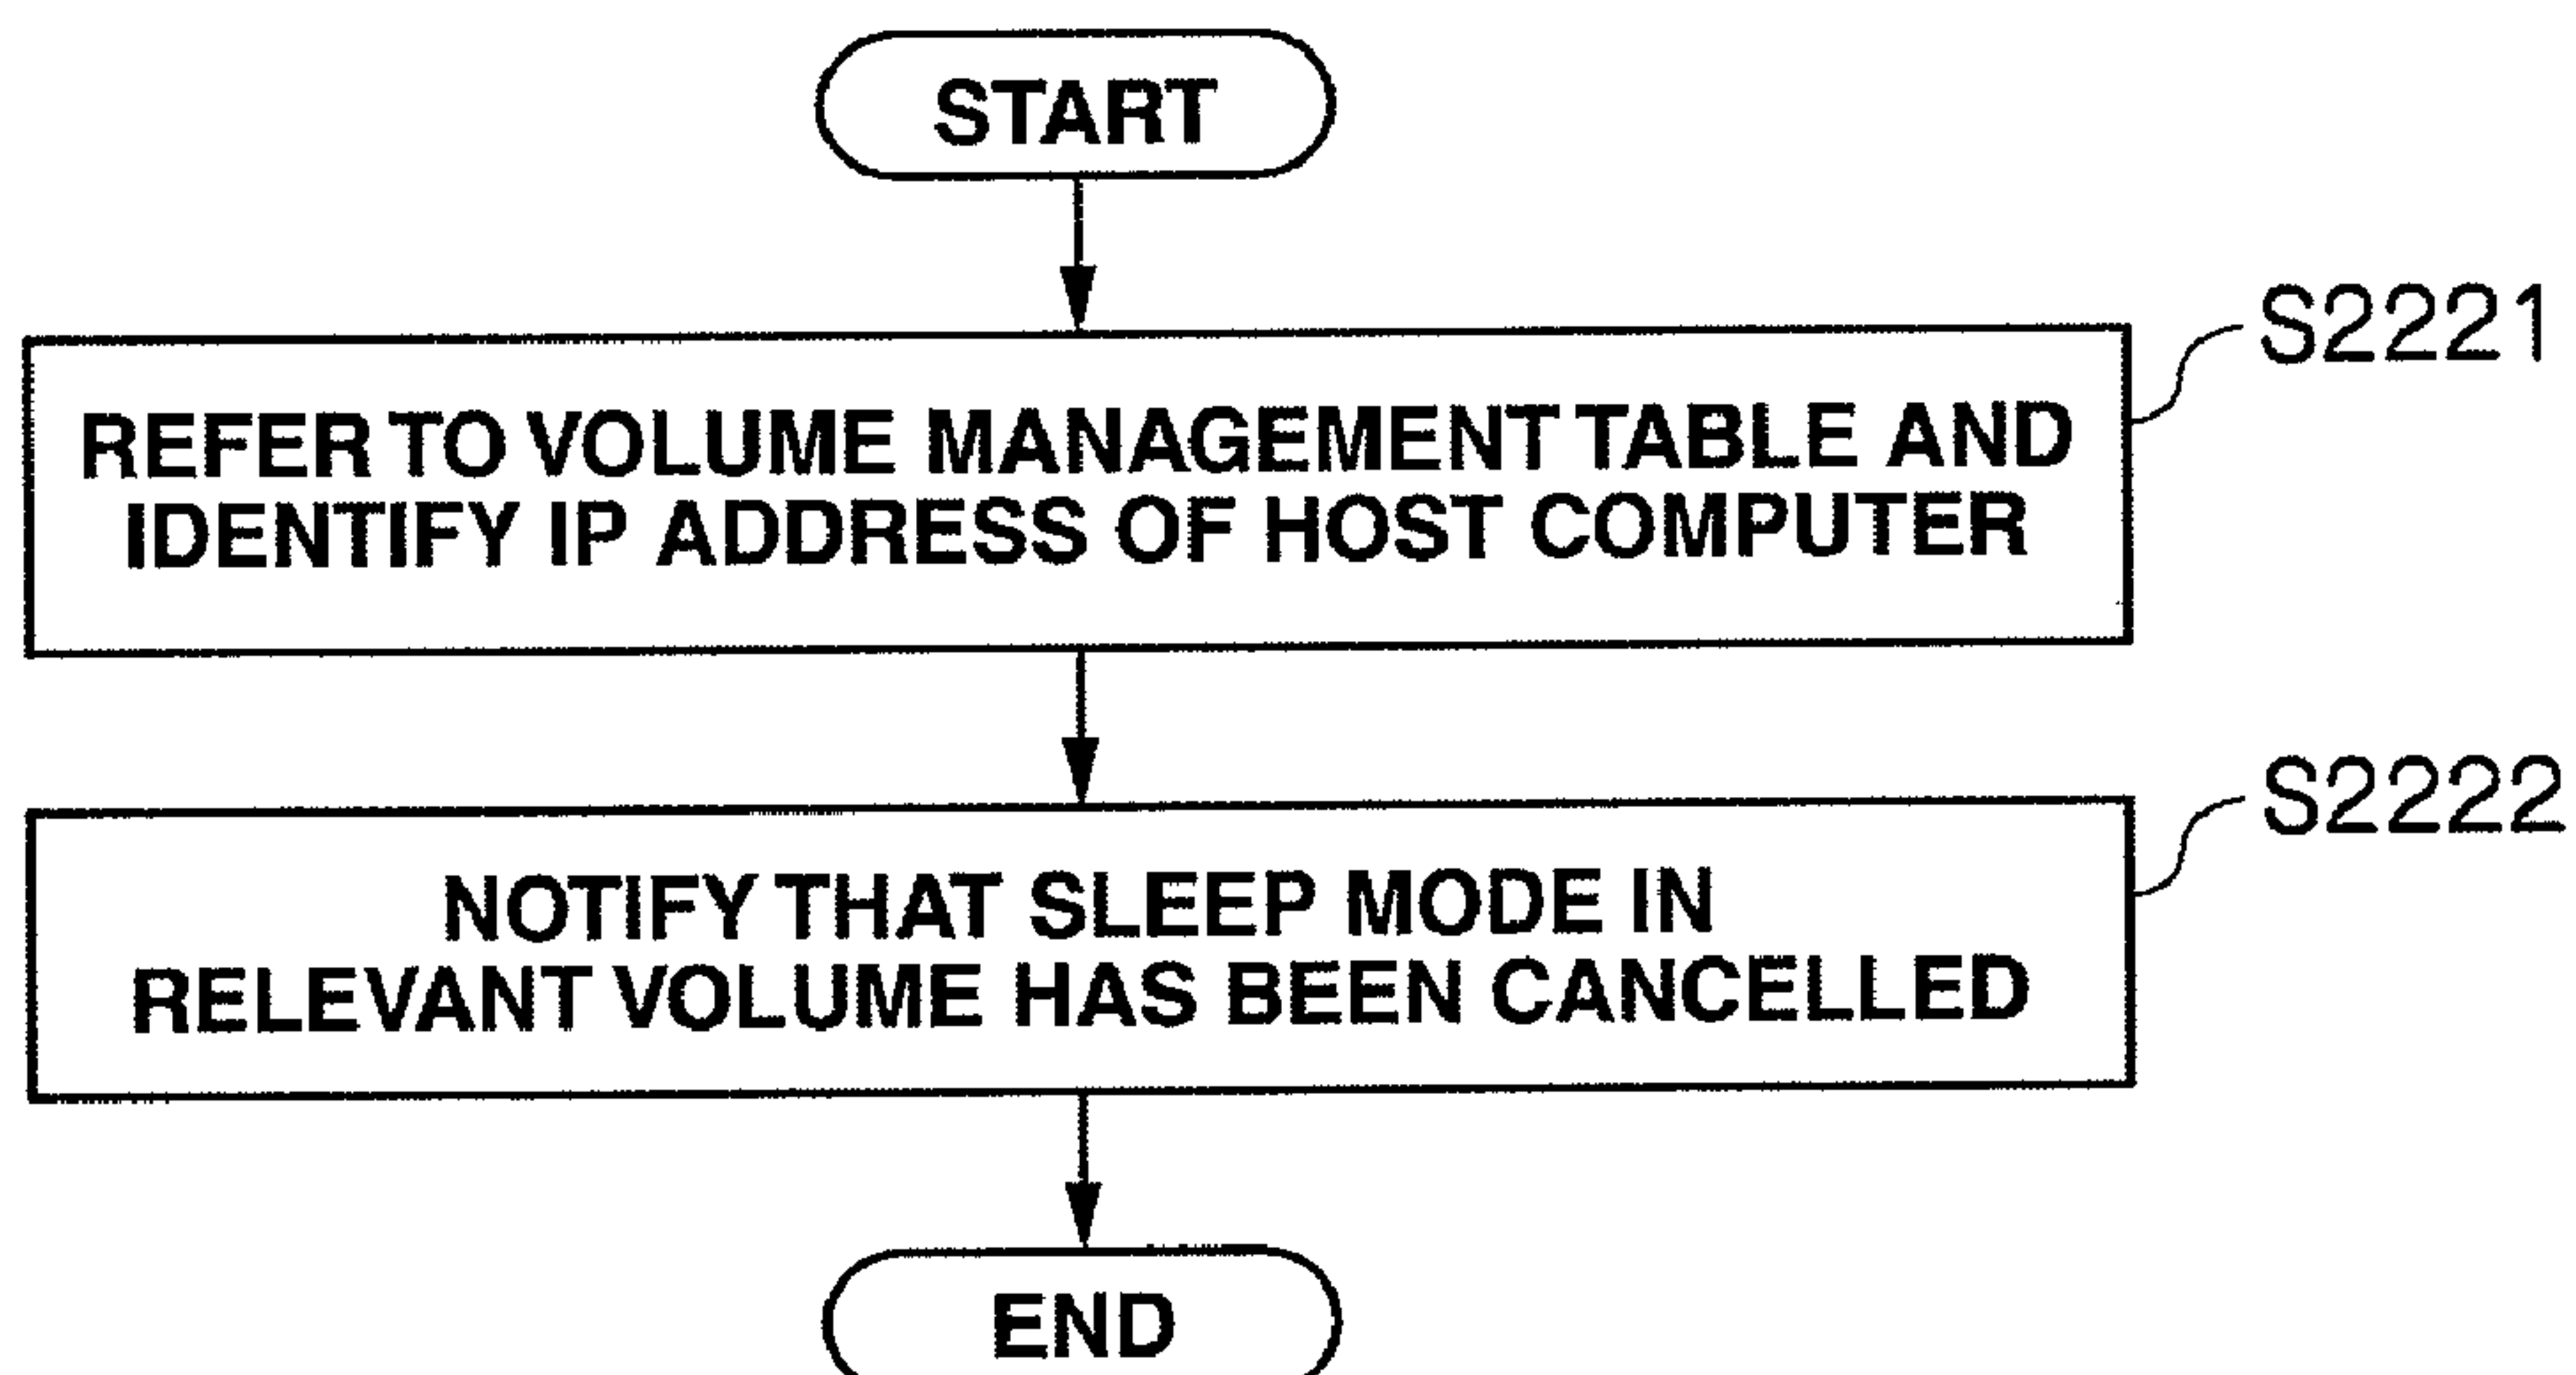 START
S2221
REFER TO VOLUME MANAGEMENT TABLE AND
IDENTIFY IP ADDRESS OF HOST COMPUTER
S2222
NOTIFY THAT SLEEP MODE IN
RELEVANT VOLUME HAS BEEN CANCELLED
END